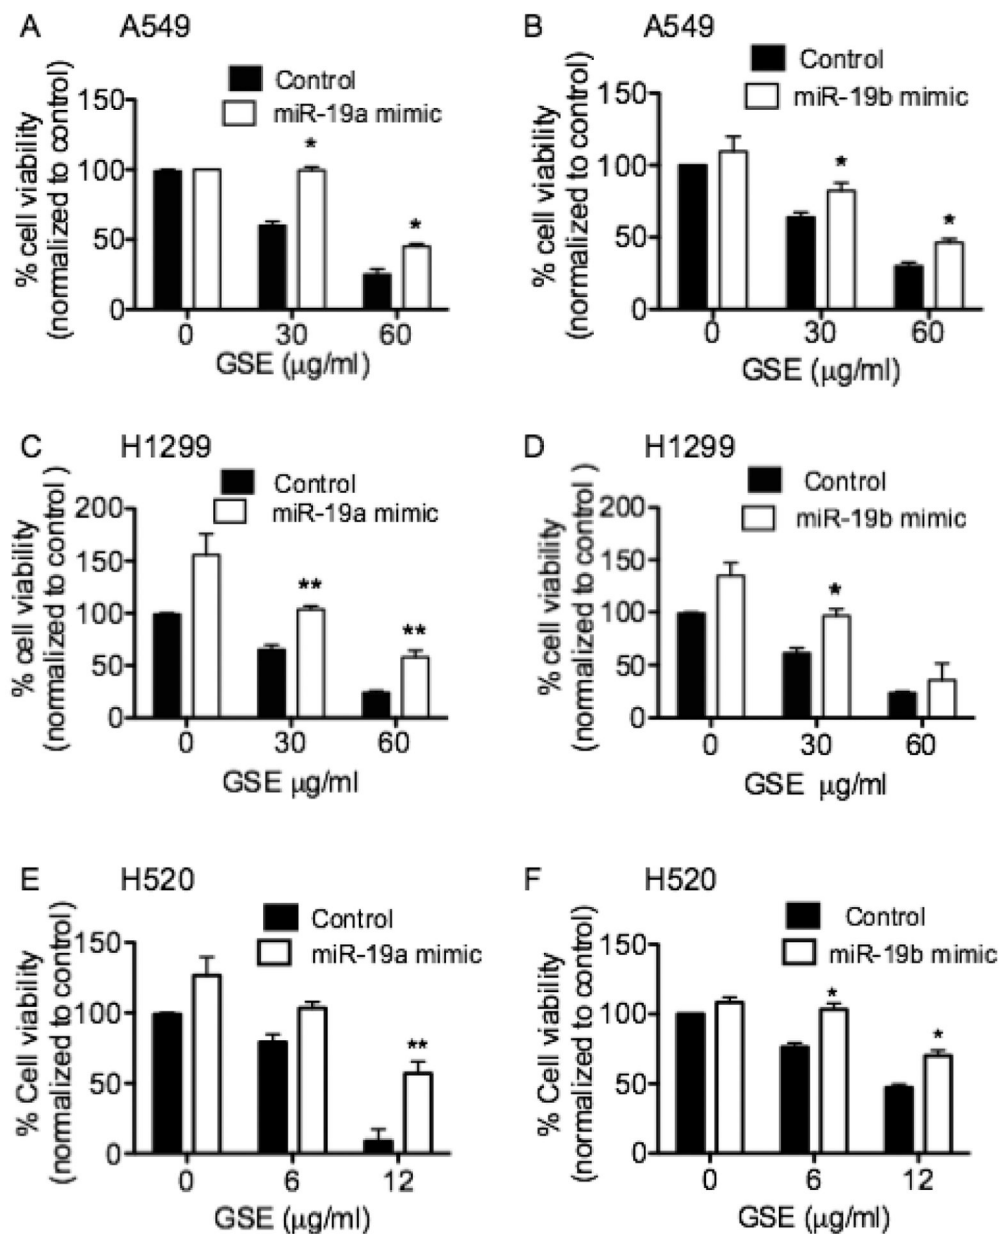 A A549
Control
miR-19a mimic
% cell viability
(normalized to control)
150
100
50
0
*
*
0 30 60
GSE (μg/ml)
B A549
Control
miR-19b mimic
% cell viability
(normalized to control)
150
100
50
0
*
*
0 30 60
GSE (μg/ml)
C H1299
Control
miR-19a mimic
% cell viability
(normalized to control )
200
150
100
50
0
**
**
0 30 60
GSE μg/ml
D H1299
Control
miR-19b mimic
% cell viability
(normalized to control )
200
150
100
50
0
*
0 30 60
GSE μg/ml
E H520
Control
miR-19a mimic
% Cell viability
(normalized to control)
150
100
50
0
**
0 6 12
GSE (μg/ml)
F H520
Control
miR-19b mimic
% Cell viability
(normalized to control)
150
100
50
0
*
*
0 6 12
GSE (μg/ml)